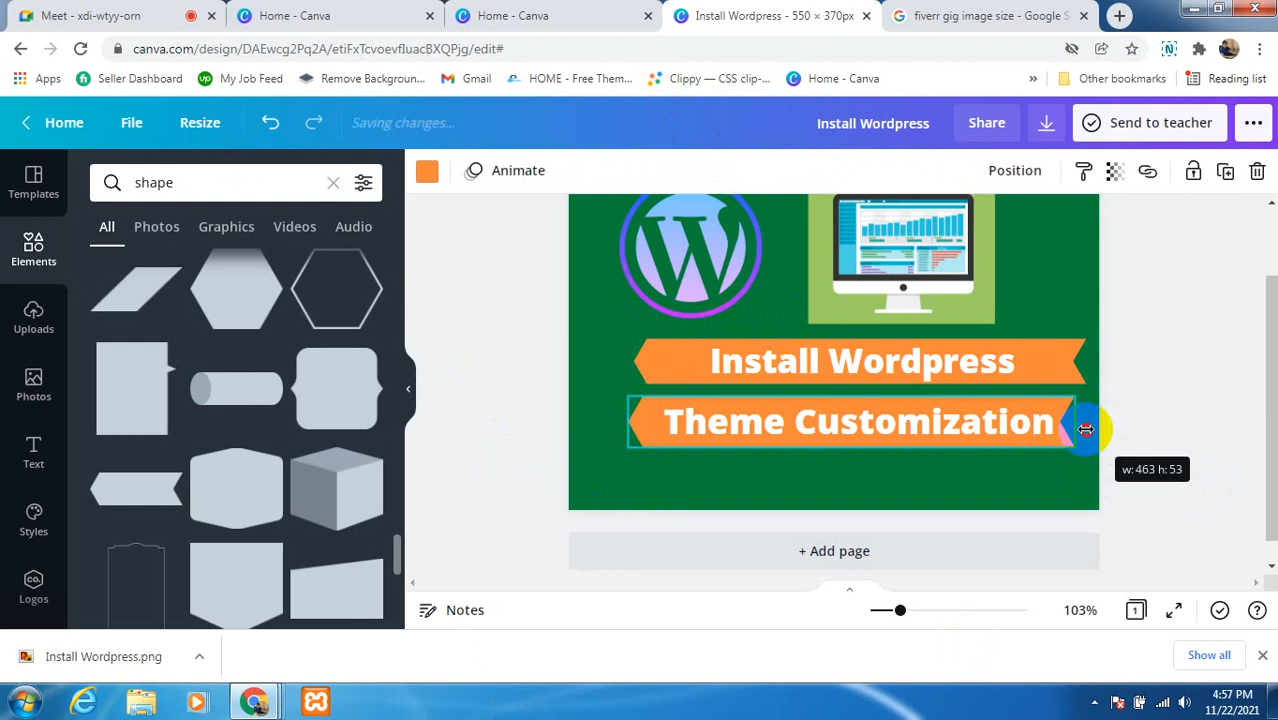 Meet - xdi-wtyy-orn
Home - Canva
Home - Canva
Install Wordpress - 550 × 370px
fiverr gig image size - Google S
canva.com/design/DAEwcg2Pq2A/etiFxTcvoevfIuacBXQPjg/edit#
Apps
Seller Dashboard
My Job Feed
Remove Backgroun...
Gmail
HOME - Free Them...
Clippy — CSS clip-...
Home - Canva
»
Other bookmarks
Reading list
Home
File
Resize
Saving changes...
Install Wordpress
Share
Send to teacher
Templates
Elements
Uploads
Photos
Text
Styles
CO.
Logos
shape
All
Photos
Graphics
Videos
Audio
Animate
Position
Install Wordpress
Theme Customization
w: 463 h: 53
+ Add page
Notes
103%
1
Install Wordpress.png
Show all
4:57 PM
11/22/2021